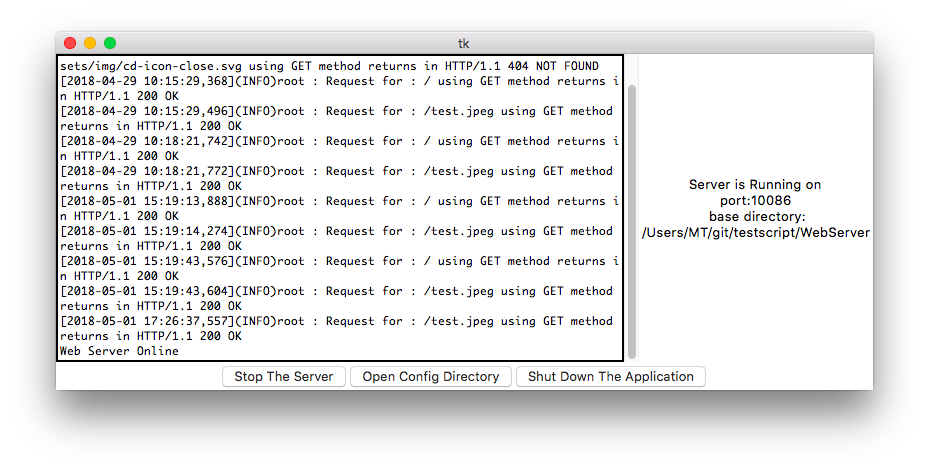 tk
sets/img/cd-icon-close.svg using GET method returns in HTTP/1.1 404 NOT FOUND
[2018-04-29 10:15:29,368](INFO)root : Request for : / using GET method returns i
n HTTP/1.1 200 OK
[2018-04-29 10:15:29,496](INFO)root : Request for : /test.jpeg using GET method
returns in HTTP/1.1 200 OK
[2018-04-29 10:18:21,742](INFO)root : Request for : / using GET method returns i
n HTTP/1.1 200 OK
[2018-04-29 10:18:21,772](INFO)root : Request for : /test.jpeg using GET method
returns in HTTP/1.1 200 OK
[2018-05-01 15:19:13,888](INFO)root : Request for : / using GET method returns i
n HTTP/1.1 200 OK
[2018-05-01 15:19:14,274](INFO)root : Request for : /test.jpeg using GET method
returns in HTTP/1.1 200 OK
[2018-05-01 15:19:43,576](INFO)root : Request for : / using GET method returns i
n HTTP/1.1 200 OK
[2018-05-01 15:19:43,604](INFO)root : Request for : /test.jpeg using GET method
returns in HTTP/1.1 200 OK
[2018-05-01 17:26:37,557](INFO)root : Request for : /test.jpeg using GET method
returns in HTTP/1.1 200 OK
Web Server Online
Server is Running on
port:10086
base directory:
/Users/MT/git/testscript/WebServer
Stop The Server
Open Config Directory
Shut Down The Application